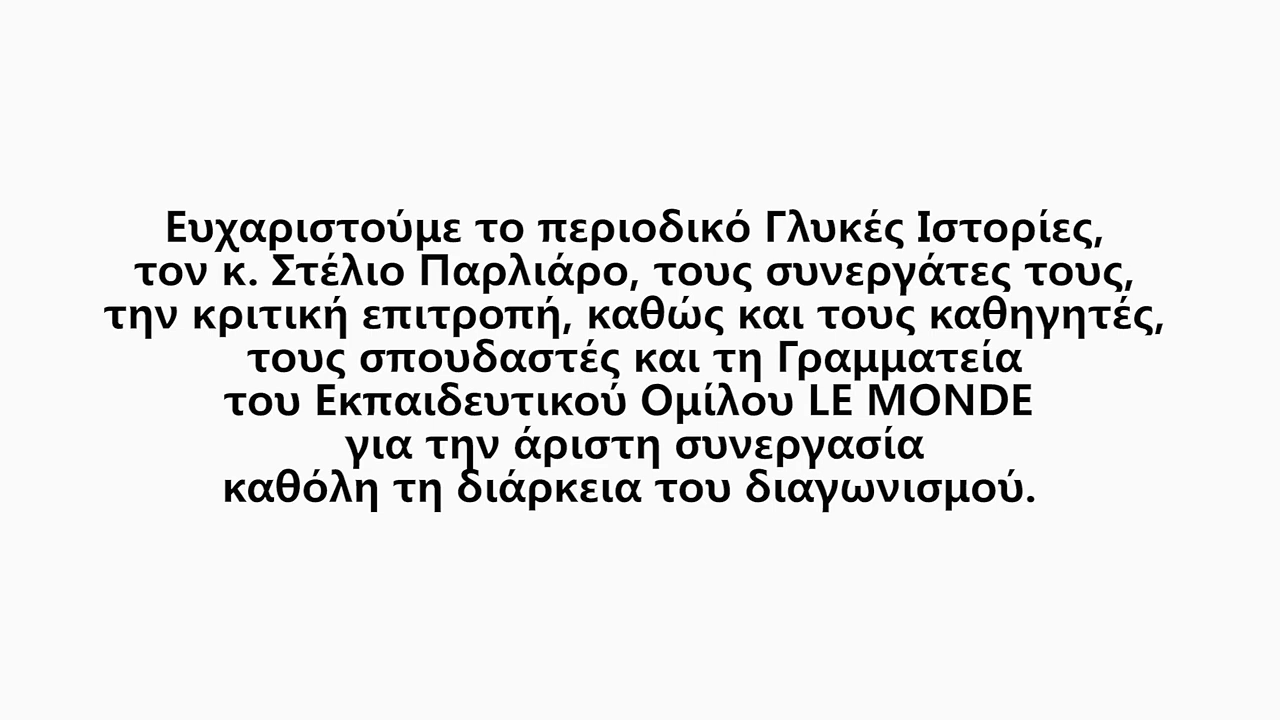 Ευχαριστούμε το περιοδικό Γλυκές Ιστορίες,
τον κ. Στέλιο Παρλιάρο, τους συνεργάτες τους,
την κριτική επιτροπή, καθώς και τους καθηγητές,
τους σπουδαστές και τη Γραμματεία
του Εκπαιδευτικού Ομίλου LE MONDE
για την άριστη συνεργασία
καθόλη τη διάρκεια του διαγωνισμού.